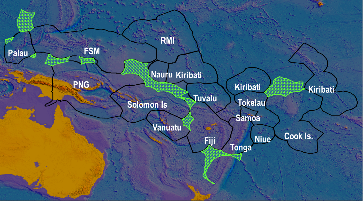 RMI
FSM
Palau
Nauru Kiribati
PNG
Kiribati
Kiribati
Solomon Is
Tuvalu
Tokelau
Samoa
Vanuatu
Fiji
Niue
Cook Is.
Tonga